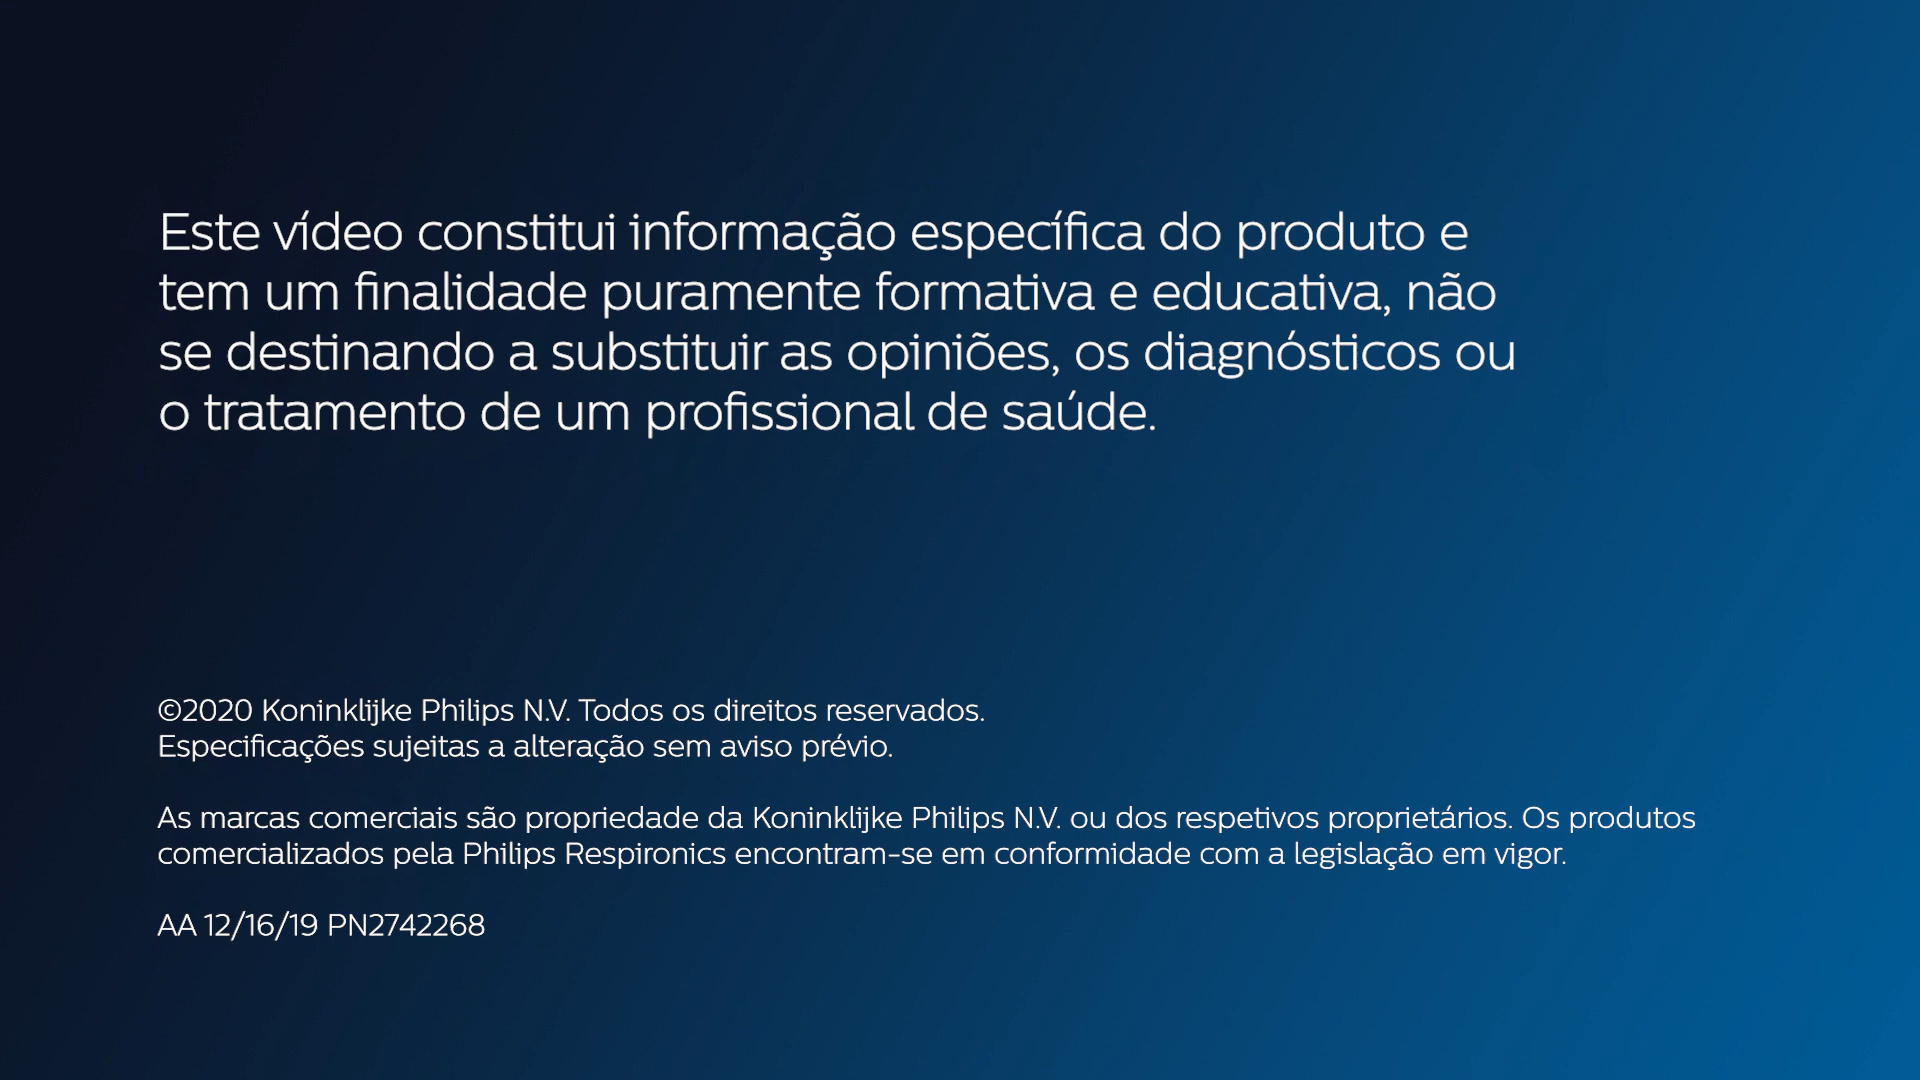 Este vídeo constitui informação específica do produto e
tem um finalidade puramente formativa e educativa, não
se destinando a substituir as opiniões, os diagnósticos ou
o tratamento de um profissional de saúde.
©2020 Koninklijke Philips N.V. Todos os direitos reservados.
Especificações sujeitas a alteração sem aviso prévio.
As marcas comerciais são propriedade da Koninklijke Philips N.V. ou dos respetivos proprietários. Os produtos
comercializados pela Philips Respironics encontram-se em conformidade com a legislação em vigor.
AA 12/16/19 PN2742268